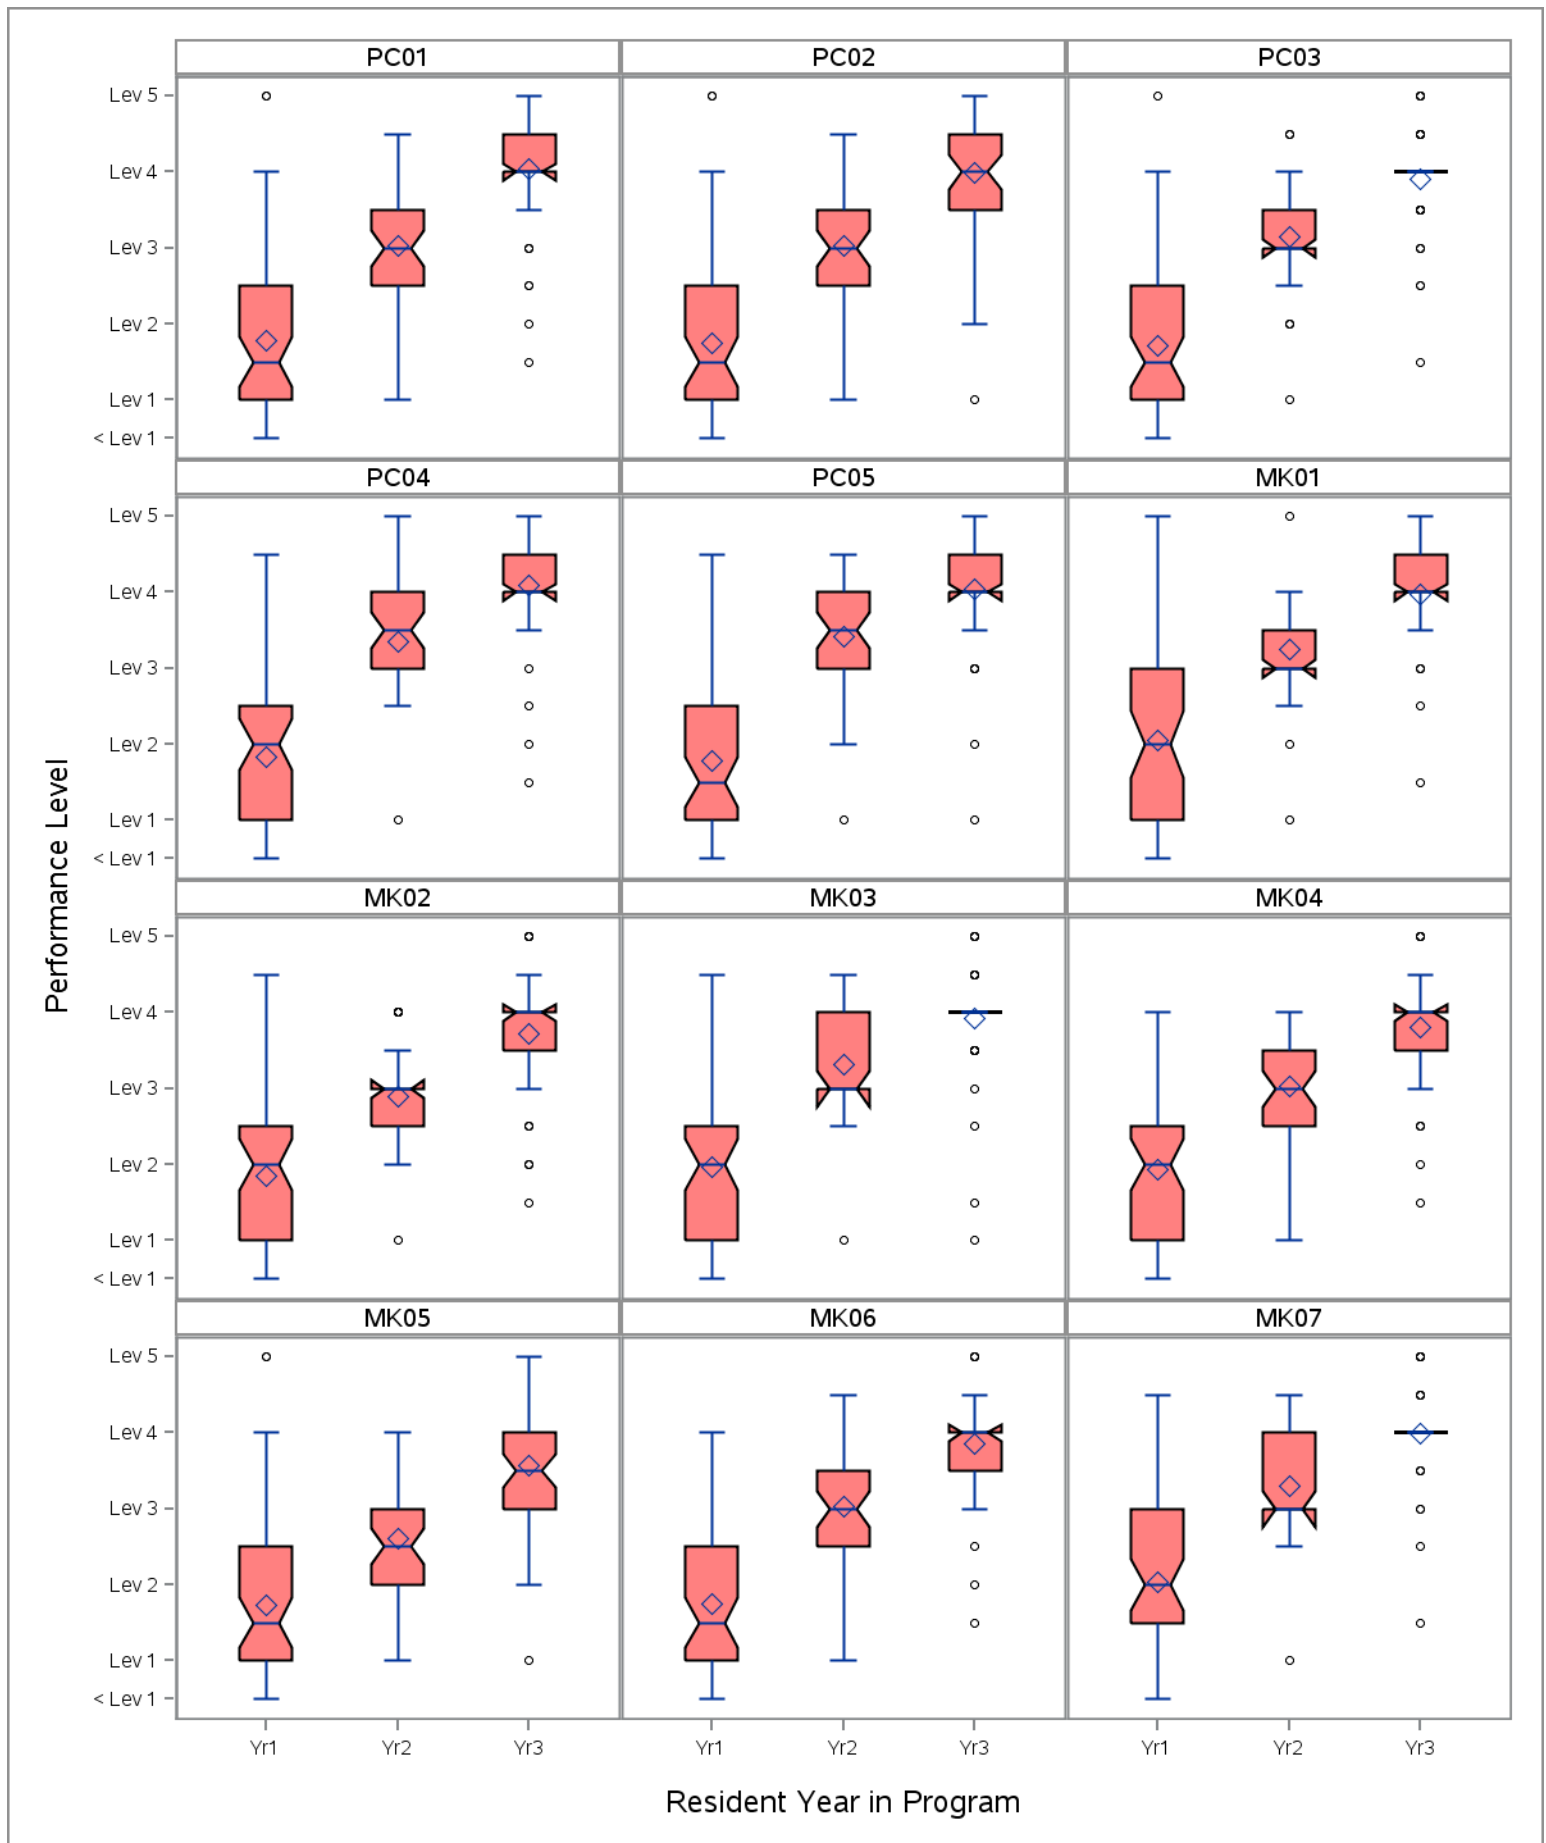 PC01 PC02 PC03
Lev 5
Lev 4
Lev 3
Lev 2
Lev 1
< Lev 1
PC04 PC05 MK01
Lev 5
Lev 4
Lev 3
Lev 2
Lev 1
< Lev 1
MK02 MK03 MK04
Lev 5
Lev 4
Lev 3
Lev 2
Lev 1
< Lev 1
MK05 MK06 MK07
Lev 5
Lev 4
Lev 3
Lev 2
Lev 1
< Lev 1
Performance Level
Yr1 Yr2 Yr3 Yr1 Yr2 Yr3 Yr1 Yr2 Yr3
Resident Year in Program